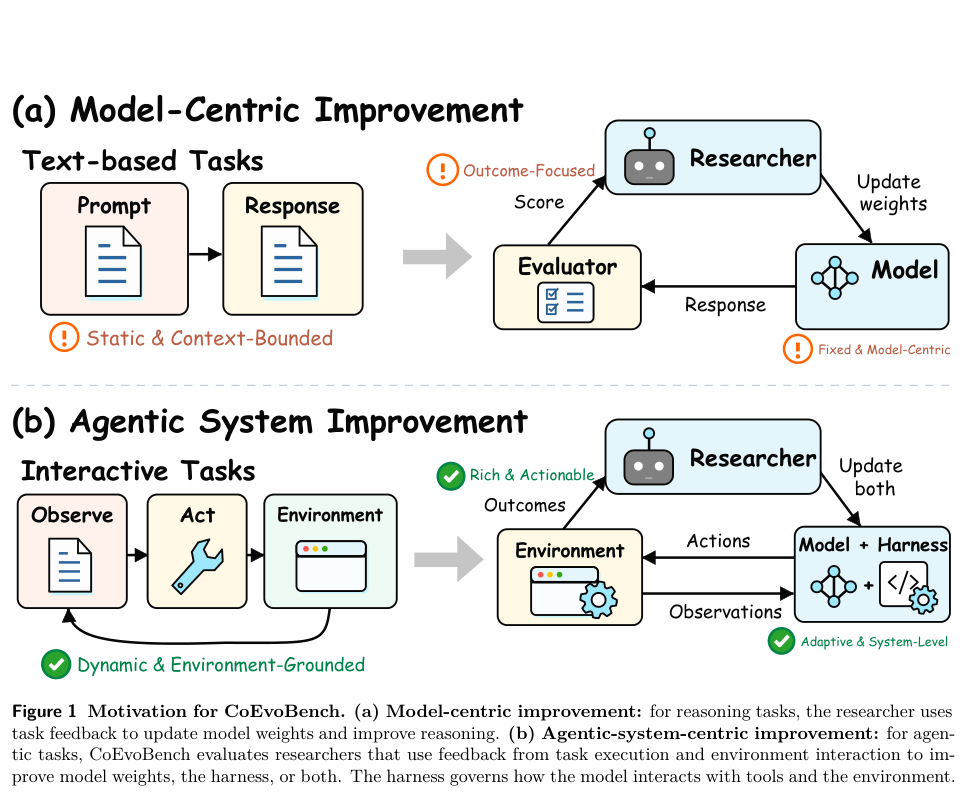 (a) Model-Centric Improvement
Text-based Tasks
Prompt
Response
Static & Context-Bounded
Outcome-Focused
Researcher
Score
Update
weights
Evaluator
Model
Response
Fixed & Model-Centric
(b) Agentic System Improvement
Interactive Tasks
Observe
Act
Environment
Dynamic & Environment-Grounded
Rich & Actionable
Researcher
Outcomes
Update
both
Environment
Actions
Model + Harness
</>
+
Observations
Adaptive & System-Level
Figure 1 Motivation for CoEvoBench. (a) Model-centric improvement: for reasoning tasks, the researcher uses
task feedback to update model weights and improve reasoning. (b) Agentic-system-centric improvement: for agen-
tic tasks, CoEvoBench evaluates researchers that use feedback from task execution and environment interaction to im-
prove model weights, the harness, or both. The harness governs how the model interacts with tools and the environment.